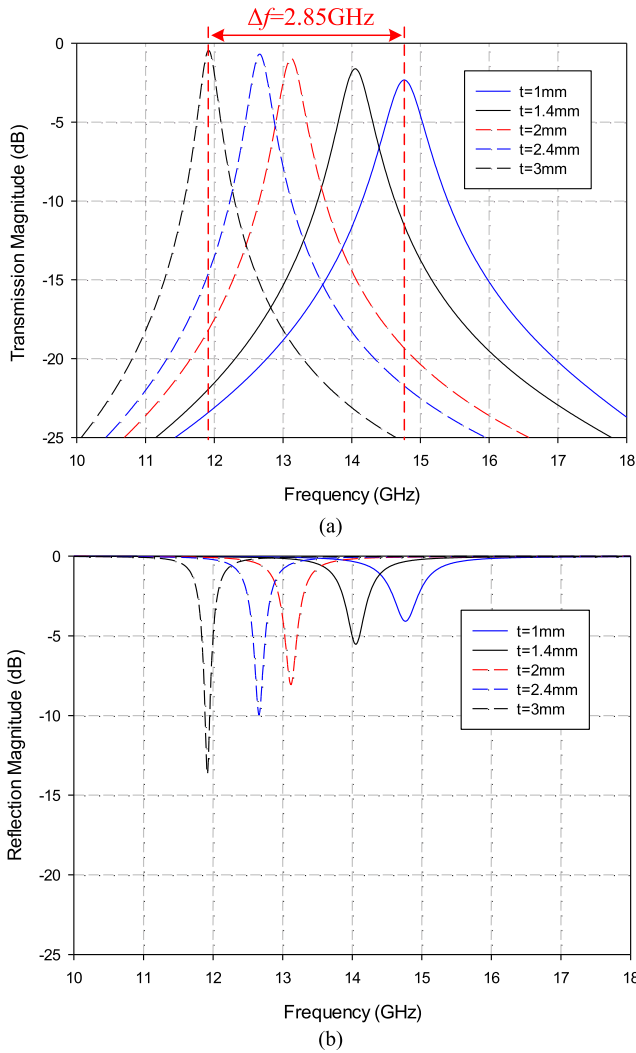 Δf=2.85GHz
0
-5
-10
-15
-20
-25
Transmission Magnitude (dB)
t=1mm
t=1.4mm
t=2mm
t=2.4mm
t=3mm
10 11 12 13 14 15 16 17 18
Frequency (GHz)
(a)
0
-5
-10
-15
-20
-25
Reflection Magnitude (dB)
t=1mm
t=1.4mm
t=2mm
t=2.4mm
t=3mm
10 11 12 13 14 15 16 17 18
Frequency (GHz)
(b)